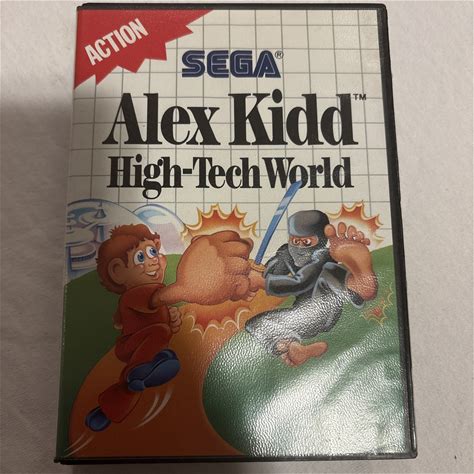 ACTION
SEGA®
Alex Kidd™
High-Tech World